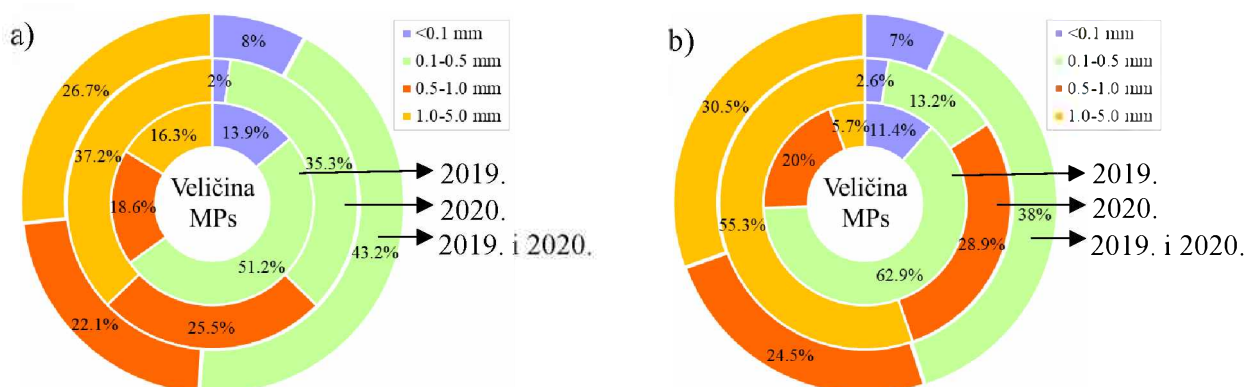 a)
8%
<0.1 mm
0.1-0.5 mm
0.5-1.0 mm
1.0-5.0 mm
26.7%
2%
16.3%
13.9%
37.2%
35.3%
18.6%
Veličina
MPs
2019.
2020.
2019. i 2020.
43.2%
51.2%
25.5%
22.1%
b)
7%
<0.1 mm
0.1-0.5 mm
0.5-1.0 mm
1.0-5.0 mm
30.5%
2.6%
13.2%
5.7%
11.4%
20%
Veličina
MPs
2019.
2020.
38%
2019. i 2020.
55.3%
28.9%
62.9%
24.5%